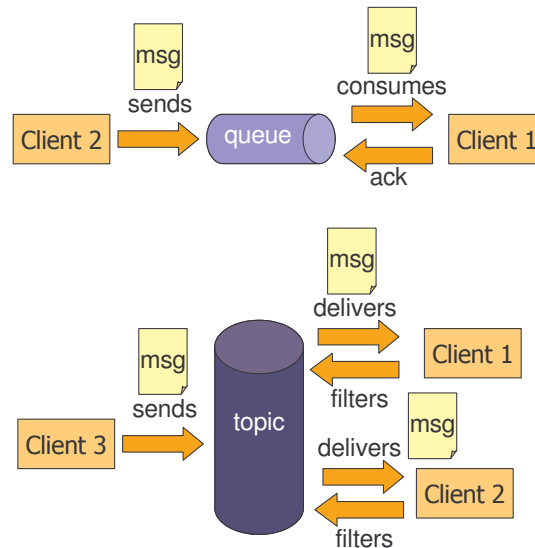 msg
sends
msg
consumes
Client 2
queue
Client 1
ack
msg
delivers
msg
sends
Client 1
filters
topic
Client 3
delivers
msg
Client 2
filters